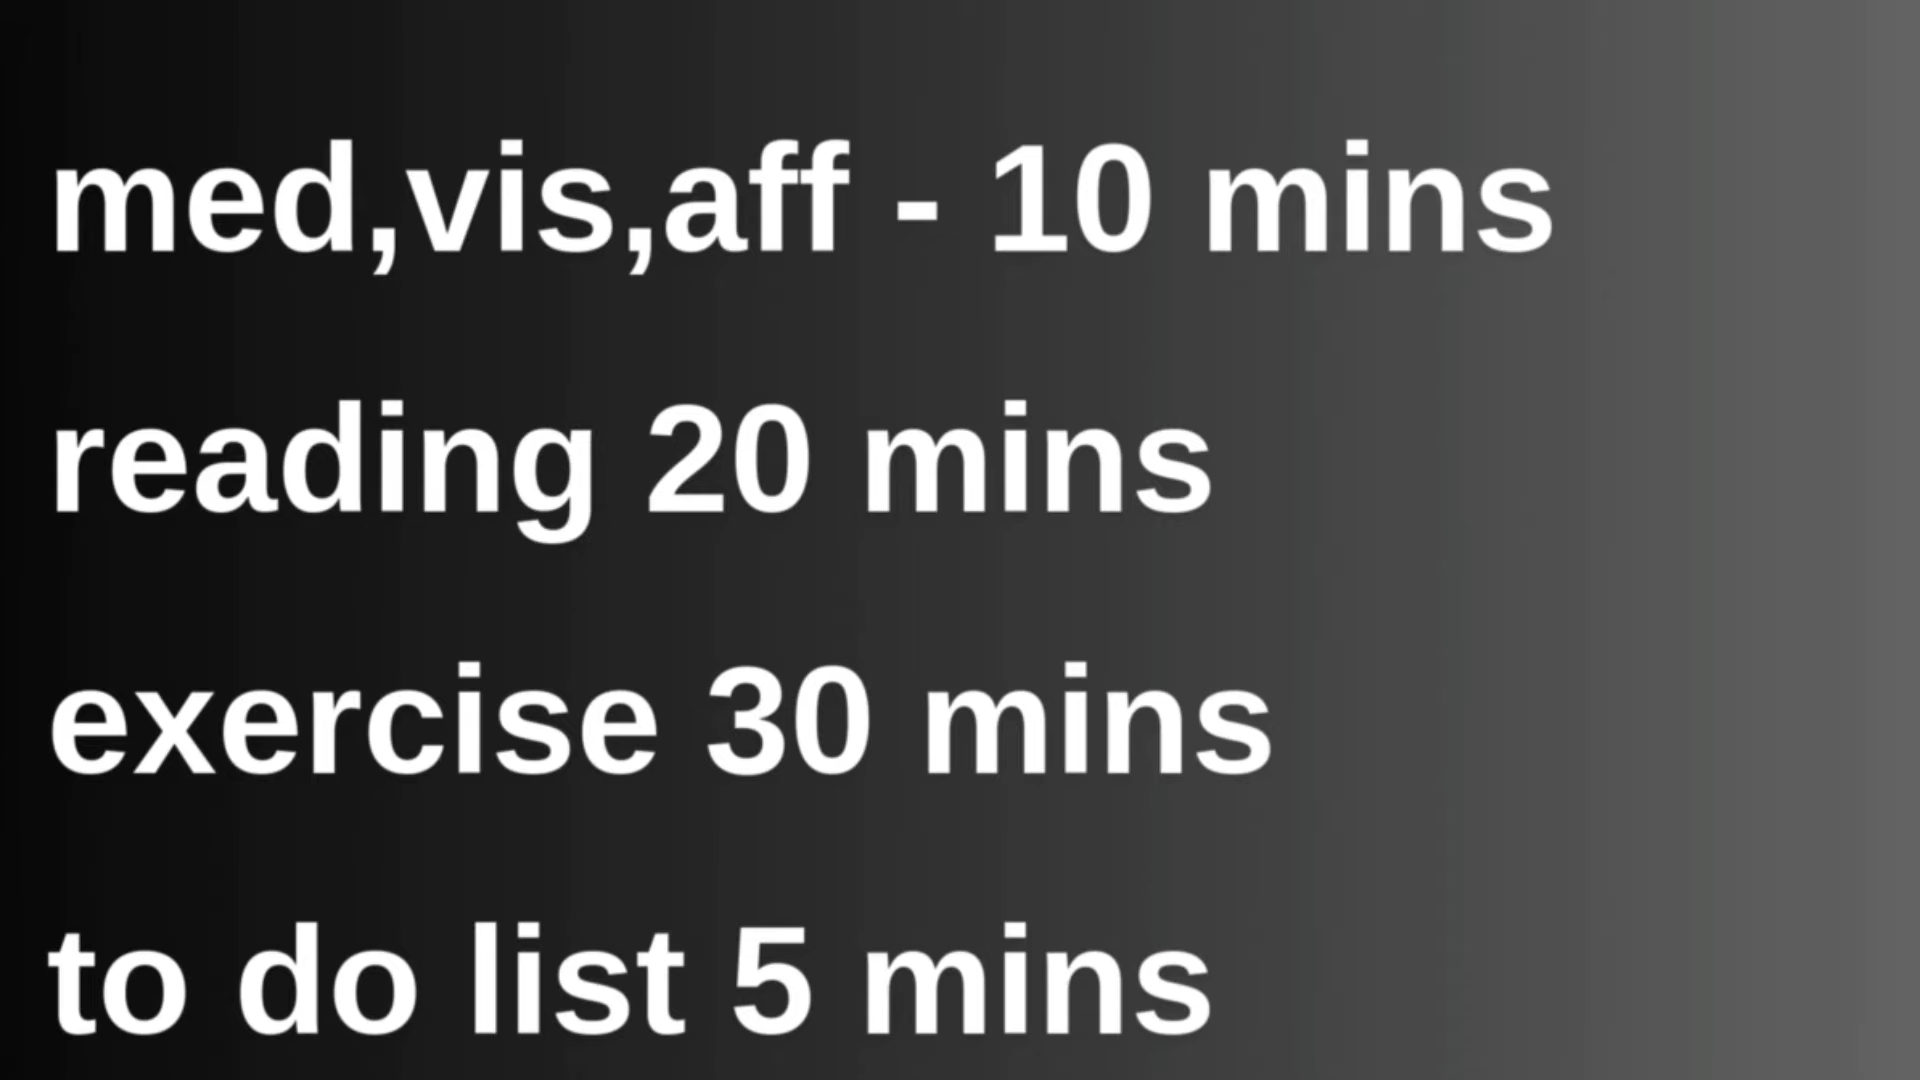 med,vis,aff - 10 mins
reading 20 mins
exercise 30 mins
to do list 5 mins